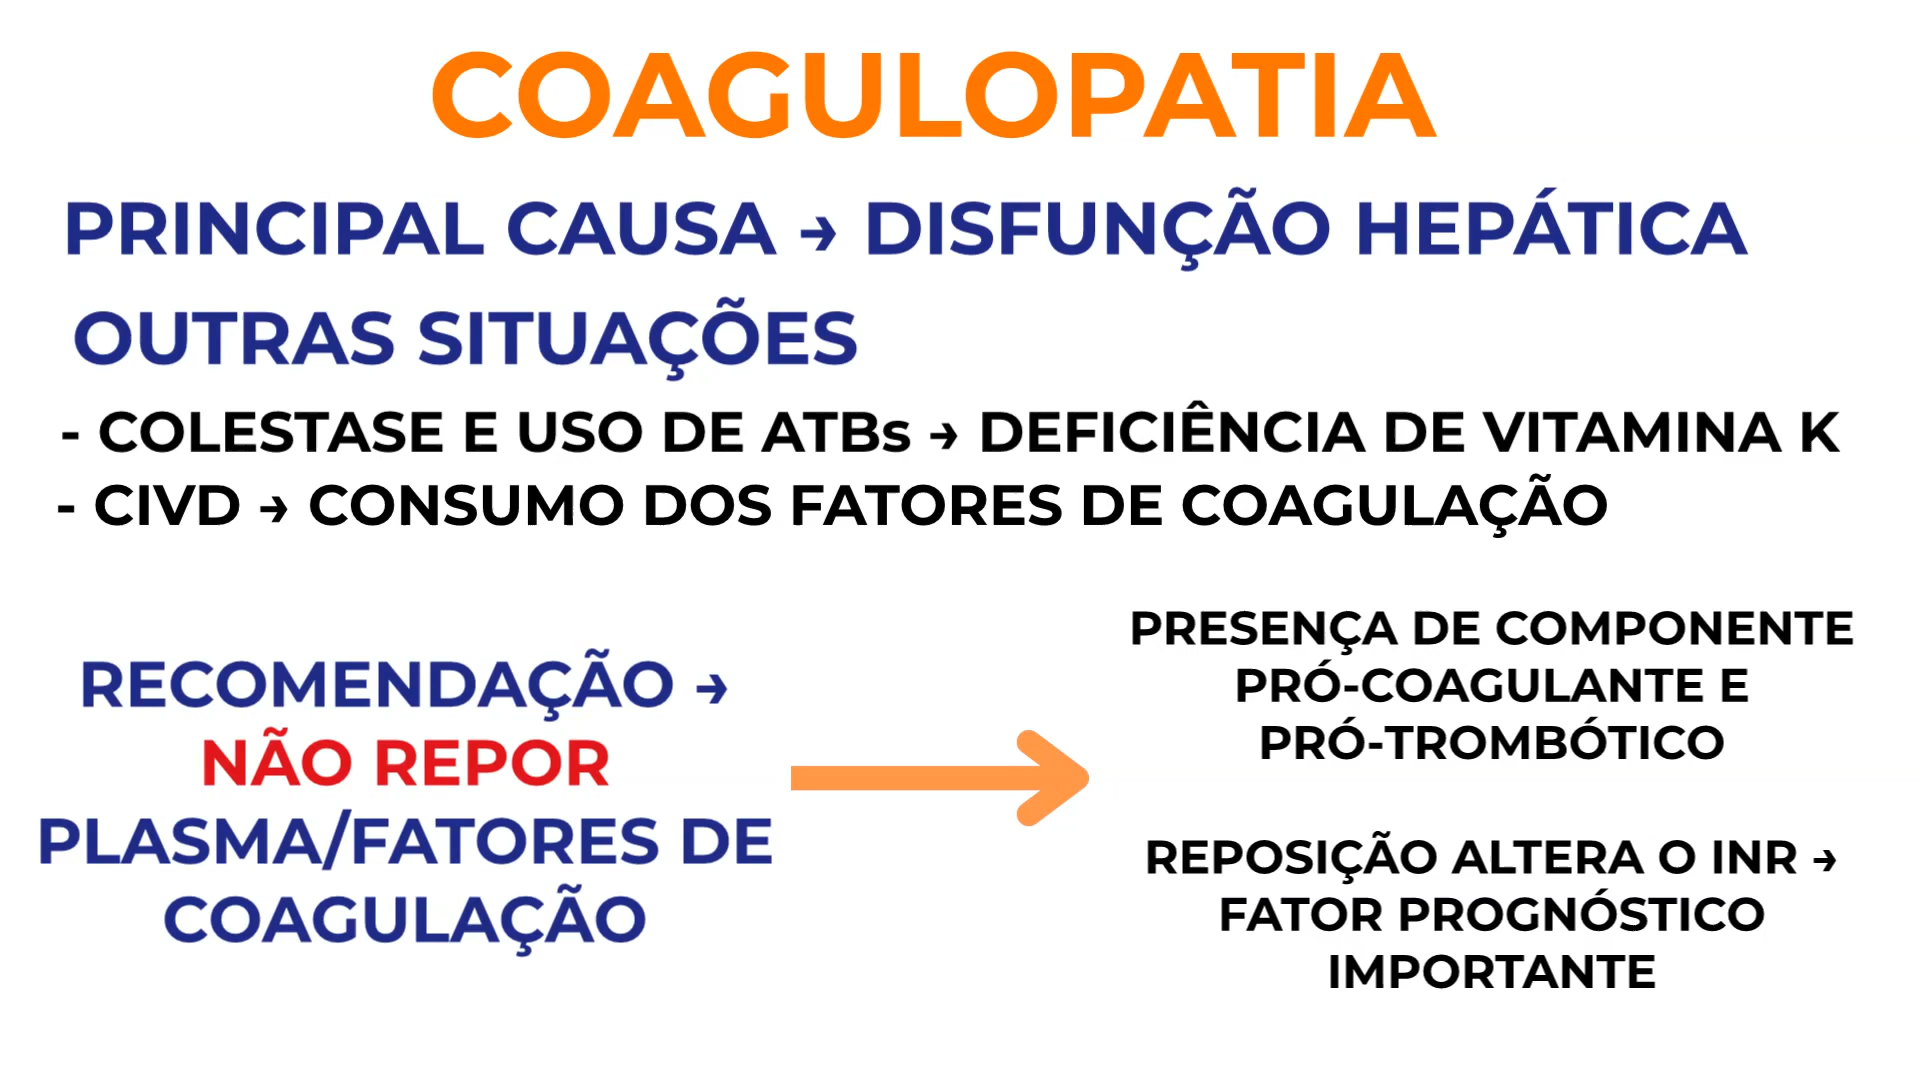 COAGULOPATIA
PRINCIPAL CAUSA → DISFUNÇÃO HEPÁTICA
OUTRAS SITUAÇÕES
- COLESTASE E USO DE ATBs → DEFICIÊNCIA DE VITAMINA K
- CIVD → CONSUMO DOS FATORES DE COAGULAÇÃO
RECOMENDAÇÃO →
NÃO REPOR
PLASMA/FATORES DE
COAGULAÇÃO
PRESENÇA DE COMPONENTE
PRÓ-COAGULANTE E
PRÓ-TROMBÓTICO
REPOSIÇÃO ALTERA O INR →
FATOR PROGNÓSTICO
IMPORTANTE